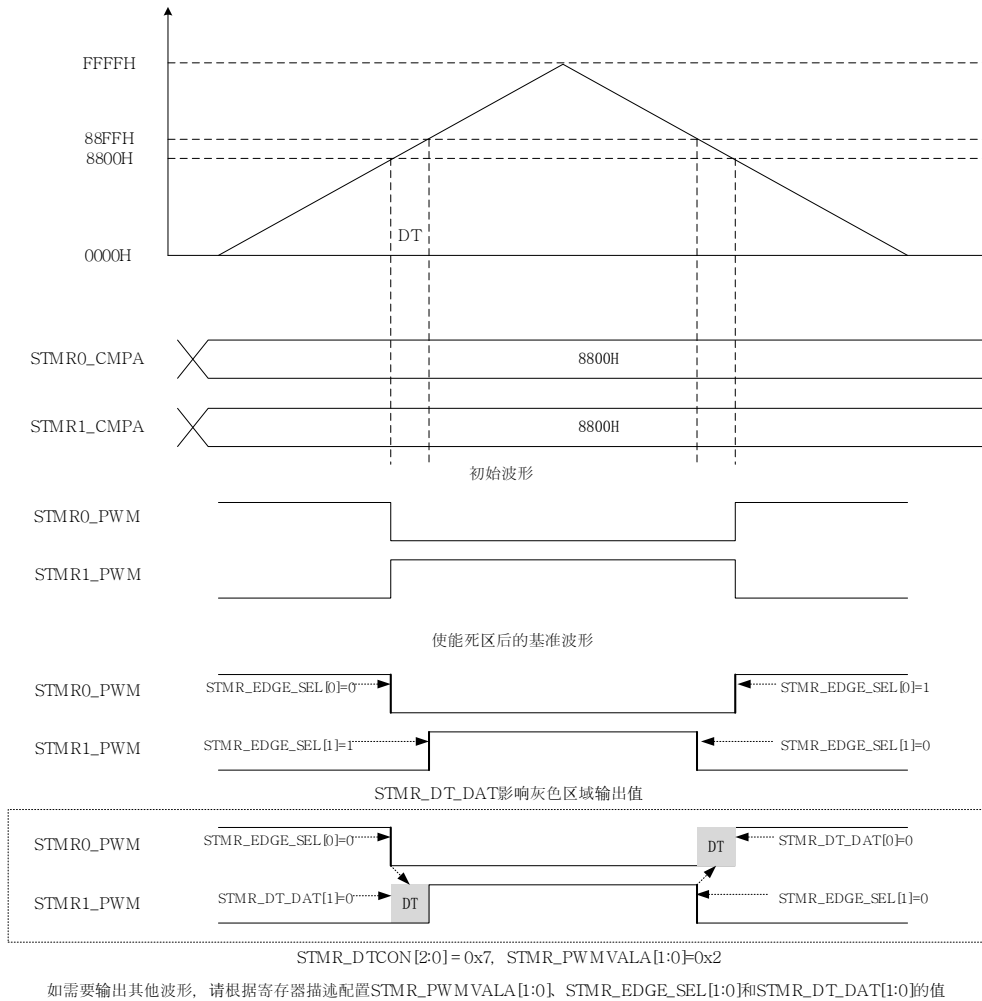 FFFFH
88FFH
8800H
DT
0000H
STMR0_CMPA
8800H
STMR1_CMPA
8800H
初始波形
STMR0_PWM
STMR1_PWM
使能死区后的基准波形
STMR0_PWM
STMR_EDGE_SEL[0]=0
STMR_EDGE_SEL[0]=1
STMR1_PWM
STMR_EDGE_SEL[1]=1
STMR_EDGE_SEL[1]=0
STMR_DT_DAT影响灰色区域输出值
STMR0_PWM
STMR_EDGE_SEL[0]=0
DT
STMR_DT_DAT[0]=0
STMR1_PWM
STMR_DT_DAT[1]=0
DT
STMR_EDGE_SEL[1]=0
STMR_DTCON[2:0] = 0x7, STMR_PWMVALA[1:0]=0x2
如需要输出其他波形, 请根据寄存器描述配置STMR_PWMVALA[1:0]、STMR_EDGE_SEL[1:0]和STMR_DT_DAT[1:0]的值